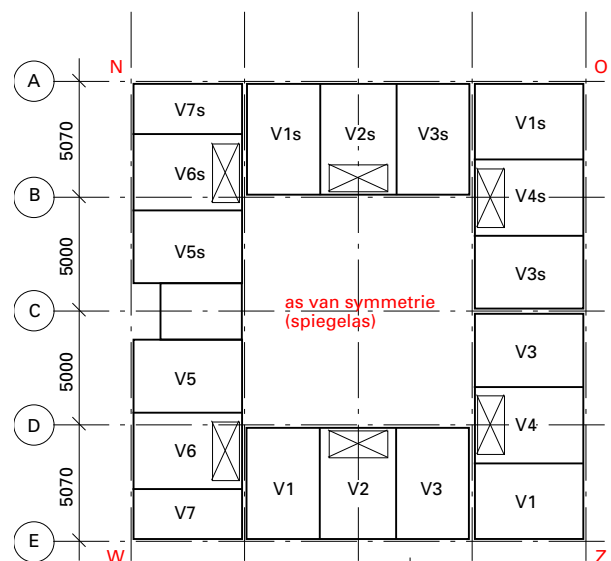 N
O
A
V7s
V1s
V2s
V3s
V1s
5070
V6s
B
V4s
5000
V5s
V3s
as van symmetrie
(spiegelas)
C
V3
5000
V5
D
V4
V6
5070
V1
V2
V3
V1
V7
E
W
Z